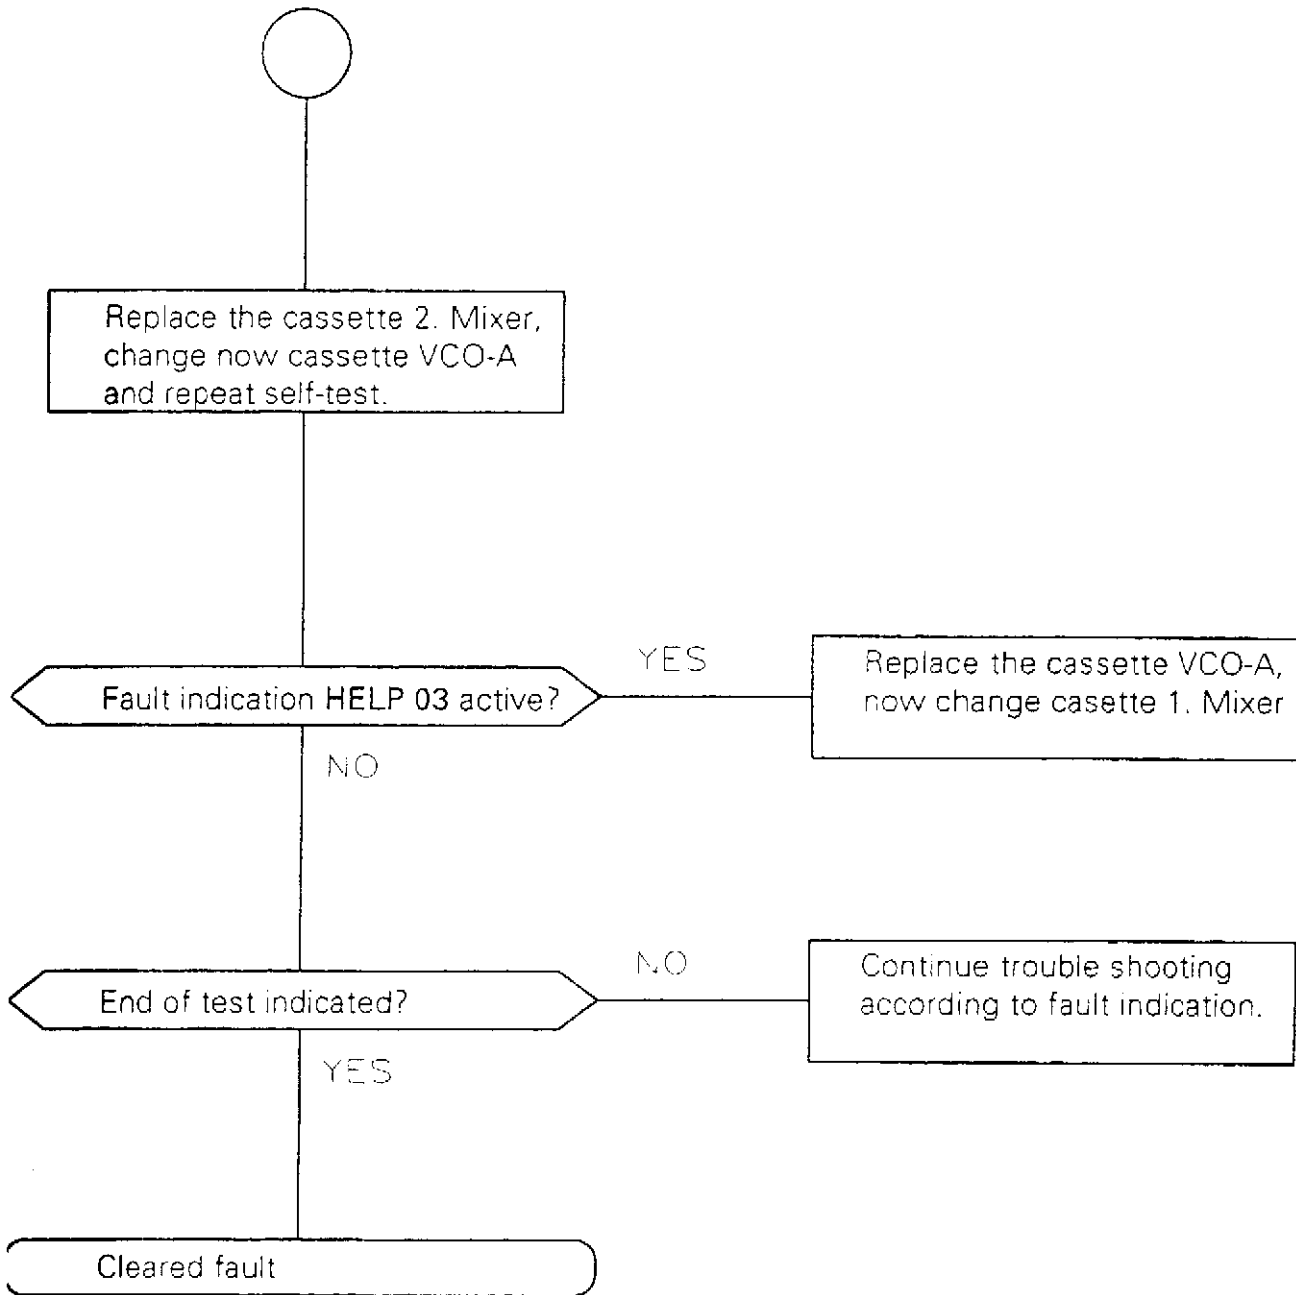 Replace the cassette 2. Mixer,
change now cassette VCO-A
and repeat self-test.
Fault indication HELP 03 active?
YES
Replace the cassette VCO-A,
now change casette 1. Mixer
NO
End of test indicated?
NO
Continue trouble shooting
according to fault indication.
YES
Cleared fault